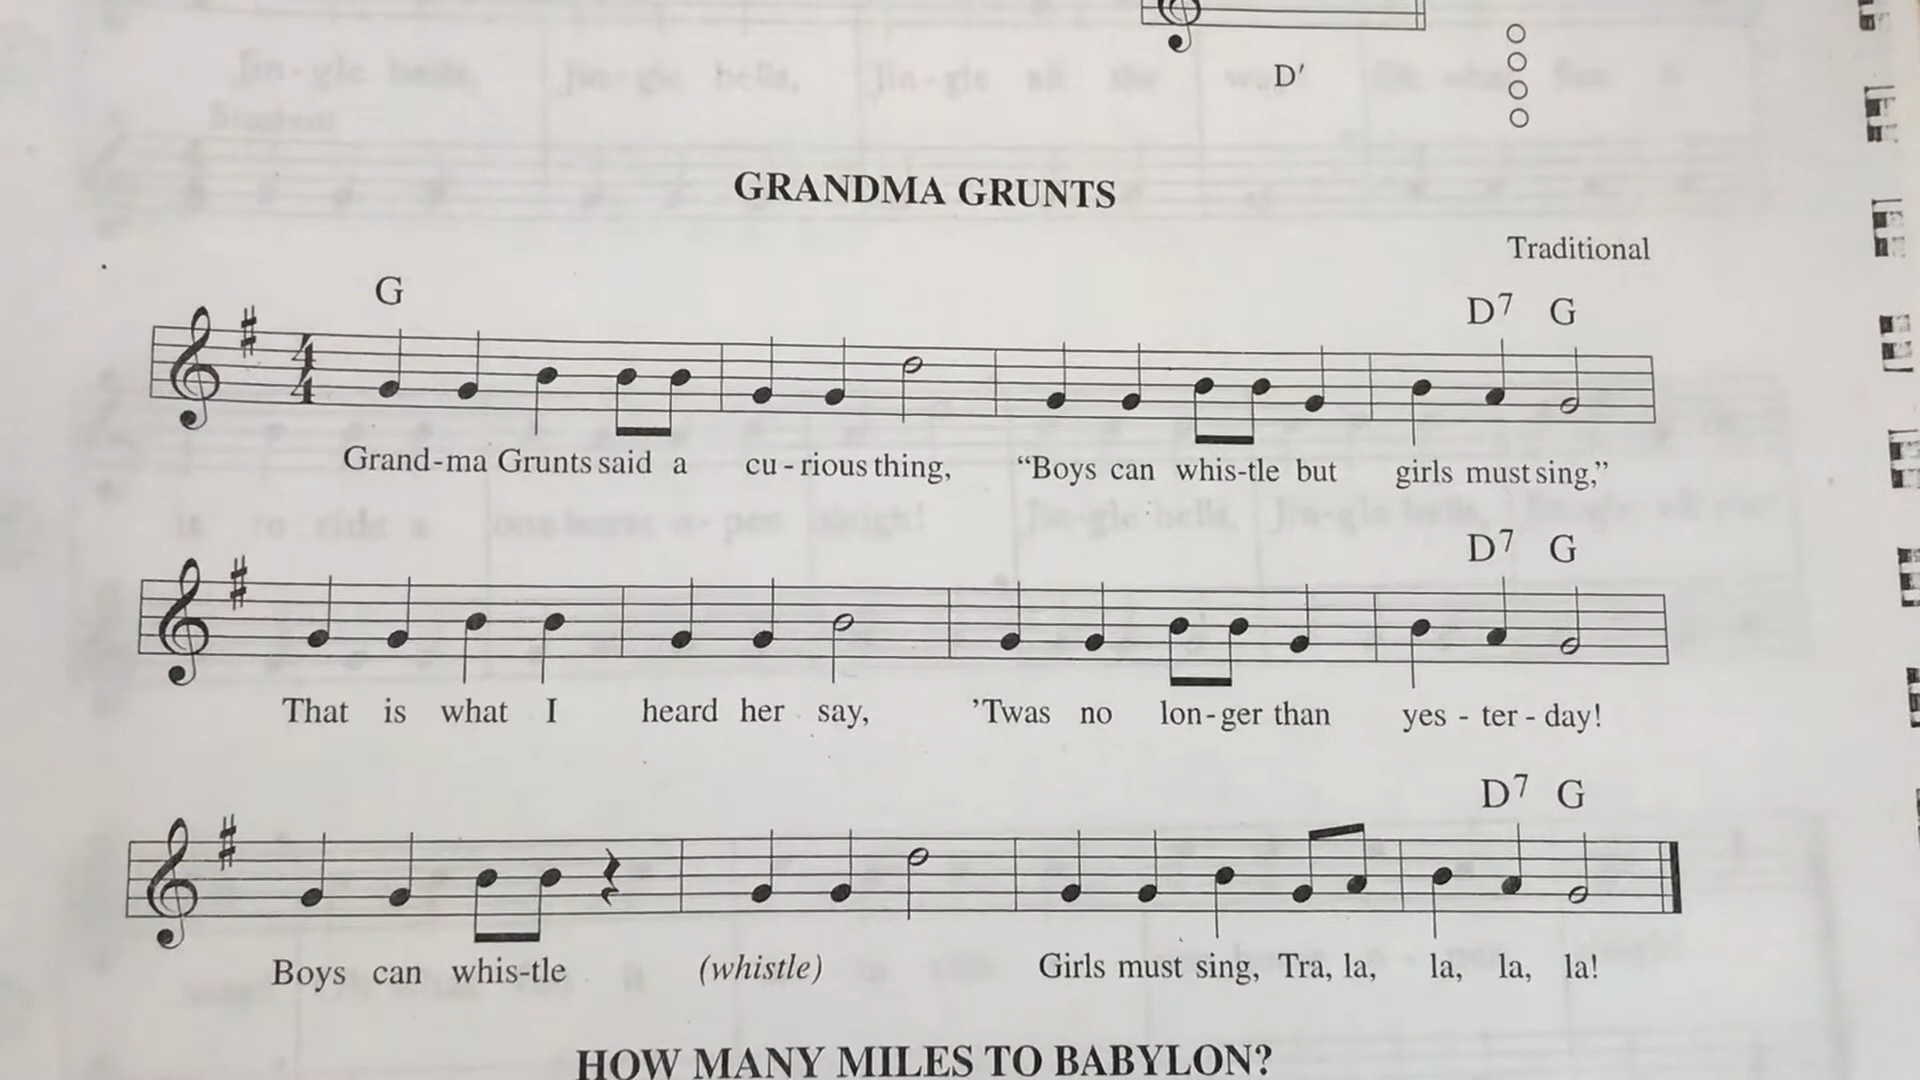 D′
GRANDMA GRUNTS
Traditional
G D7 G
4
4
Grand-ma Grunts said a cu-rious thing, “Boys can whis-tle but girls must sing,”
D7 G
That is what I heard her say, ’Twas no lon-ger than yes-ter-day!
D7 G
Boys can whis-tle (whistle) Girls must sing, Tra, la, la, la, la!
HOW MANY MILES TO BABYLON?